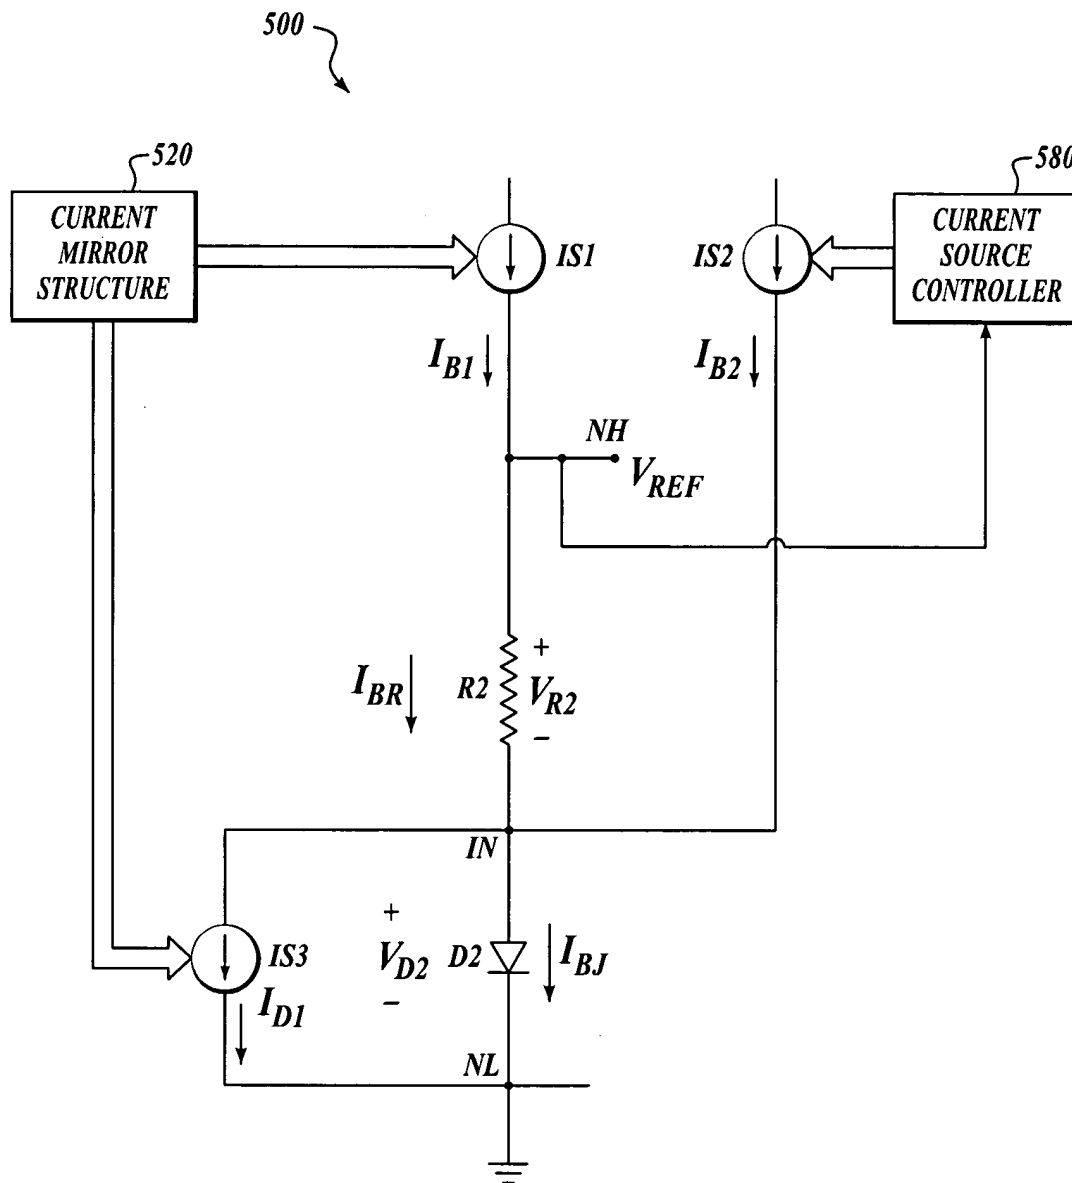 500
520
580
CURRENT
MIRROR
STRUCTURE
IS1
IS2
CURRENT
SOURCE
CONTROLLER
I_B1
I_B2
NH
V_REF
I_BR
R2
+
V_R2
–
IN
+
V_D2
–
D2
I_BJ
IS3
I_D1
NL